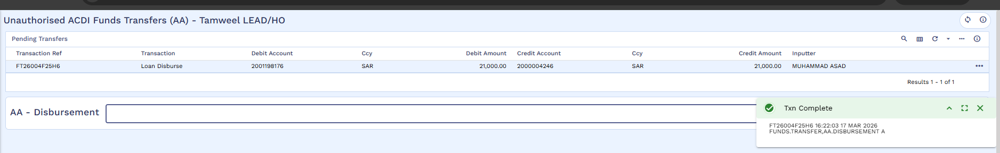 Unauthorised ACDI Funds Transfers (AA) - Tamweel LEAD/HO
Pending Transfers
Transaction Ref Transaction Debit Account Ccy Debit Amount Credit Account Ccy Credit Amount Inputter
FT26004F25H6 Loan Disburse 2001198176 SAR 21,000.00 2000004246 SAR 21,000.00 MUHAMMAD ASAD
Results 1 - 1 of 1
AA - Disbursement
Txn Complete
FT26004F25H6 16:22:03 17 MAR 2026
FUNDS.TRANSFER,AA.DISBURSEMENT A